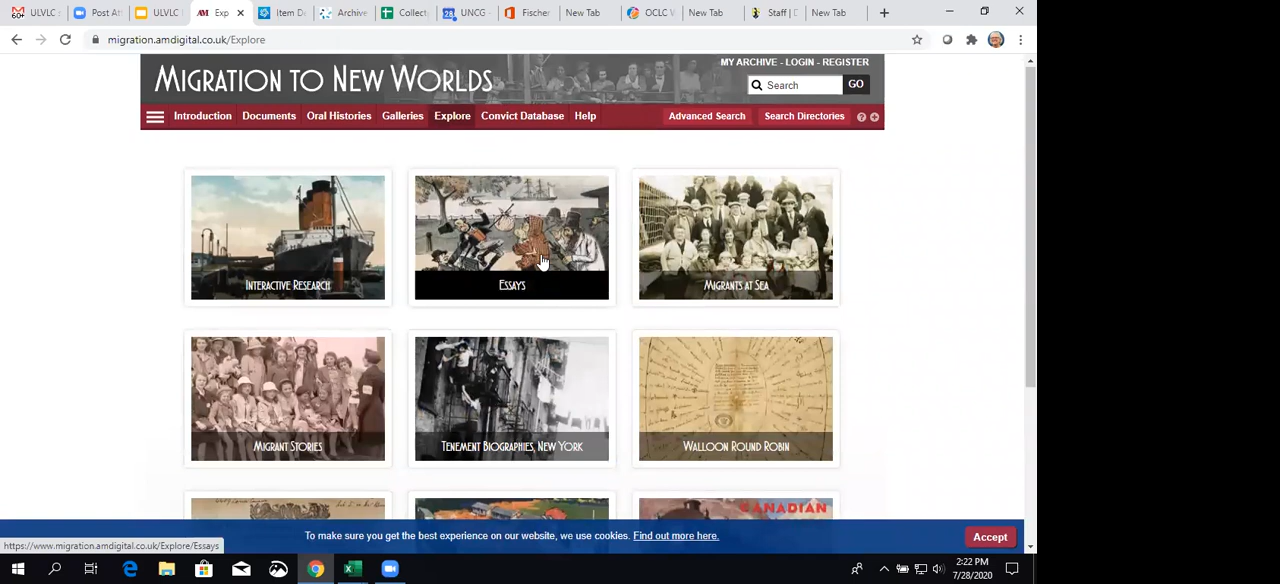 60+ ULVLC
Post At
ULVLC
AM Exp
Item D
Archive
Collect
28 UNCG
Fischer
New Tab
OCLC V
New Tab
Staff | D
New Tab
migration.amdigital.co.uk/Explore
MIGRATION TO NEW WORLDS
MY ARCHIVE - LOGIN - REGISTER
Search GO
Introduction Documents Oral Histories Galleries Explore Convict Database Help Advanced Search Search Directories
INTERACTIVE RESEARCH
ESSAYS
MIGRANTS AT SEA
MIGRANT STORIES
TENEMENT BIOGRAPHIES, NEW YORK
WALLOON ROUND ROBIN
CANADIAN
To make sure you get the best experience on our website, we use cookies. Find out more here. Accept
https://www.migration.amdigital.co.uk/Explore/Essays
2:22 PM
7/28/2020